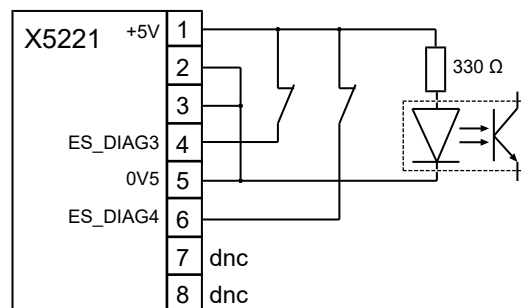 X5221 +5V 1
2
3
ES_DIAG3 4
0V5 5
ES_DIAG4 6
7 dnc
8 dnc
330 Ω